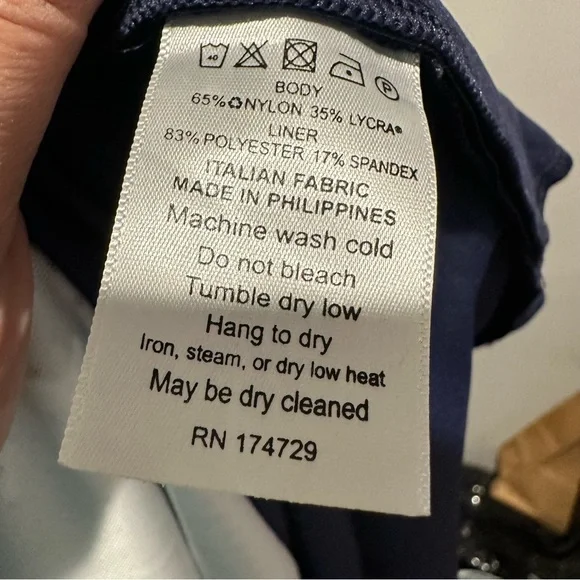 40 P
BODY
65%♻NYLON 35% LYCRA®
LINER
83% POLYESTER 17% SPANDEX
ITALIAN FABRIC
MADE IN PHILIPPINES
Machine wash cold
Do not bleach
Tumble dry low
Hang to dry
Iron, steam, or dry low heat
May be dry cleaned
RN 174729